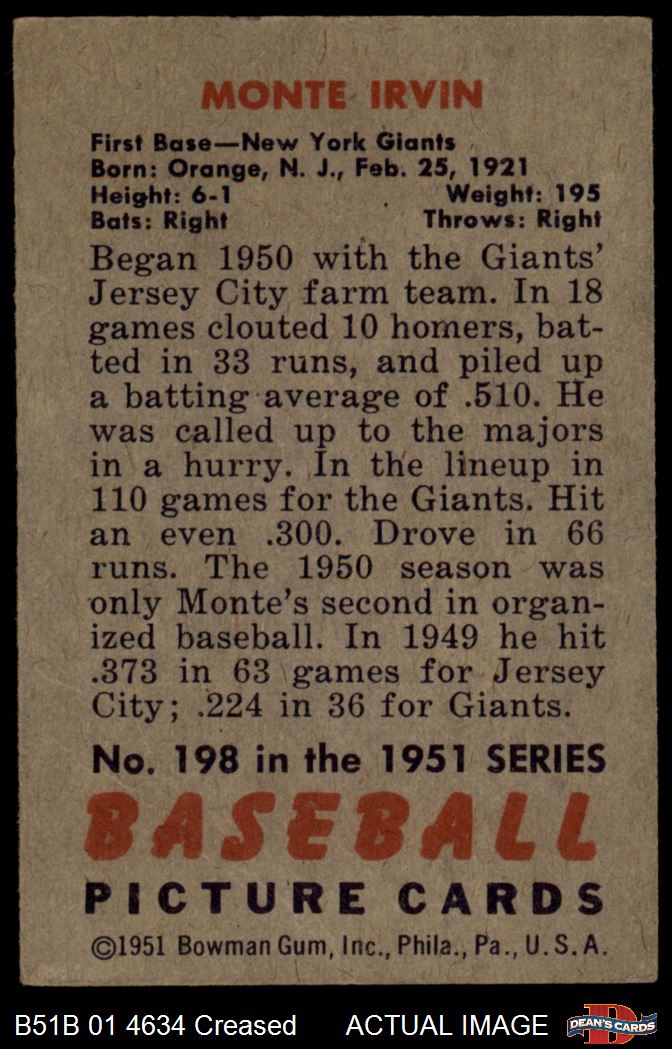 MONTE IRVIN
First Base—New York Giants
Born: Orange, N. J., Feb. 25, 1921
Height: 6-1 Weight: 195
Bats: Right Throws: Right
Began 1950 with the Giants'
Jersey City farm team. In 18
games clouted 10 homers, bat-
ted in 33 runs, and piled up
a batting average of .510. He
was called up to the majors
in a hurry. In the lineup in
110 games for the Giants. Hit
an even .300. Drove in 66
runs. The 1950 season was
only Monte's second in organ-
ized baseball. In 1949 he hit
.373 in 63 games for Jersey
City; .224 in 36 for Giants.
No. 198 in the 1951 SERIES
BASEBALL
PICTURE CARDS
©1951 Bowman Gum, Inc., Phila., Pa., U.S.A.
B51B 01 4634 Creased ACTUAL IMAGE DEAN'S CARDS